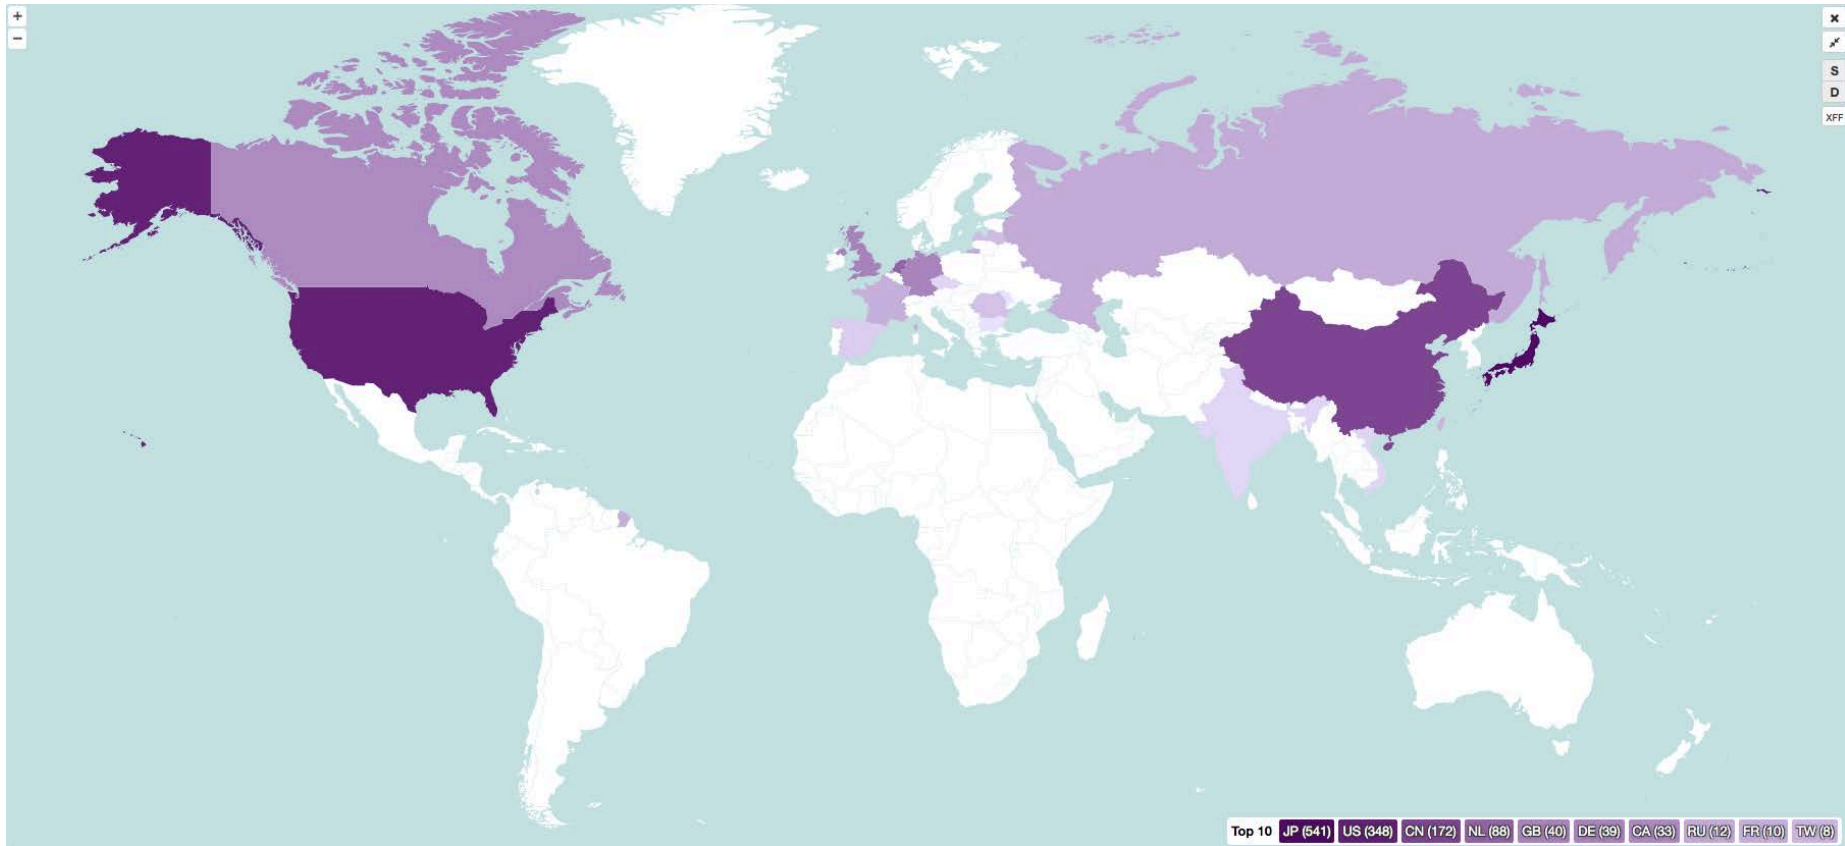 +
−
×
S
D
XFF
Top 10 JP (541) US (348) CN (172) NL (88) GB (40) DE (39) CA (33) RU (12) FR (10) TW (8)